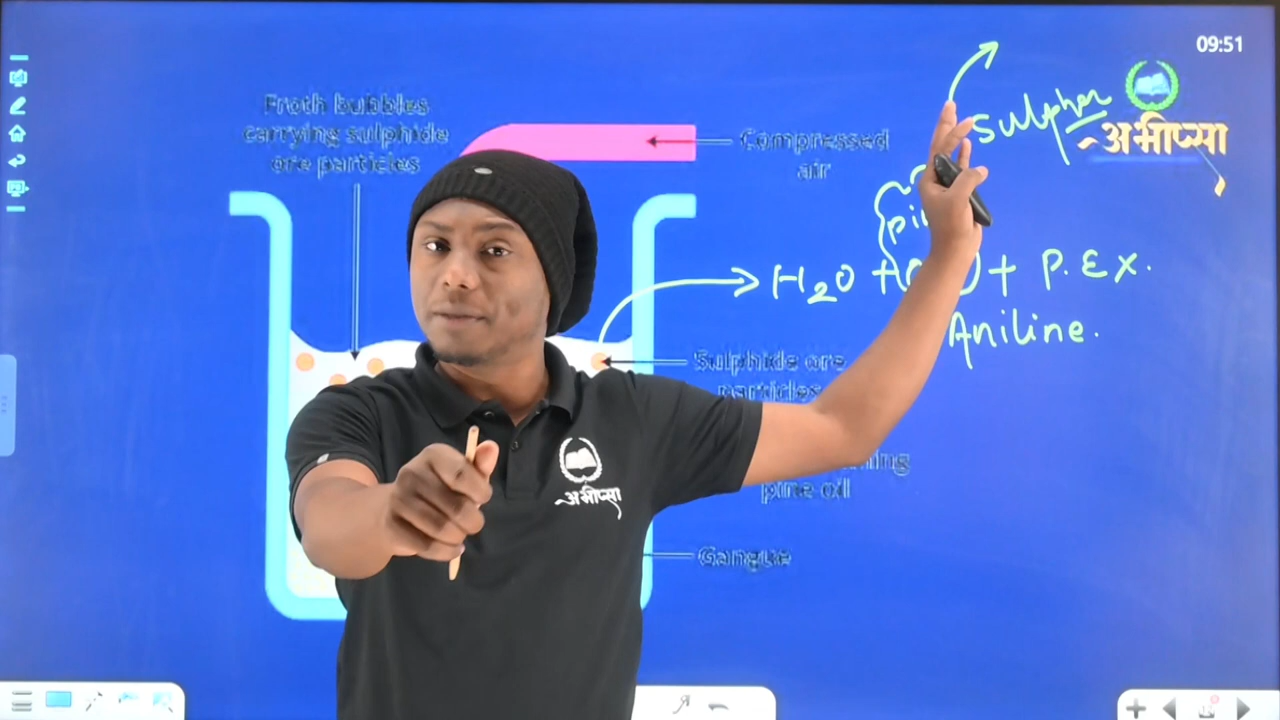 09:51
Froth bubbles
carrying sulphide
ore particles
Compressed
air
sulpher
अभीप्सा
H₂O + + P. Ex.
Aniline.
Sulphide ore
particles
pine oil
Gangue
अभीप्सा